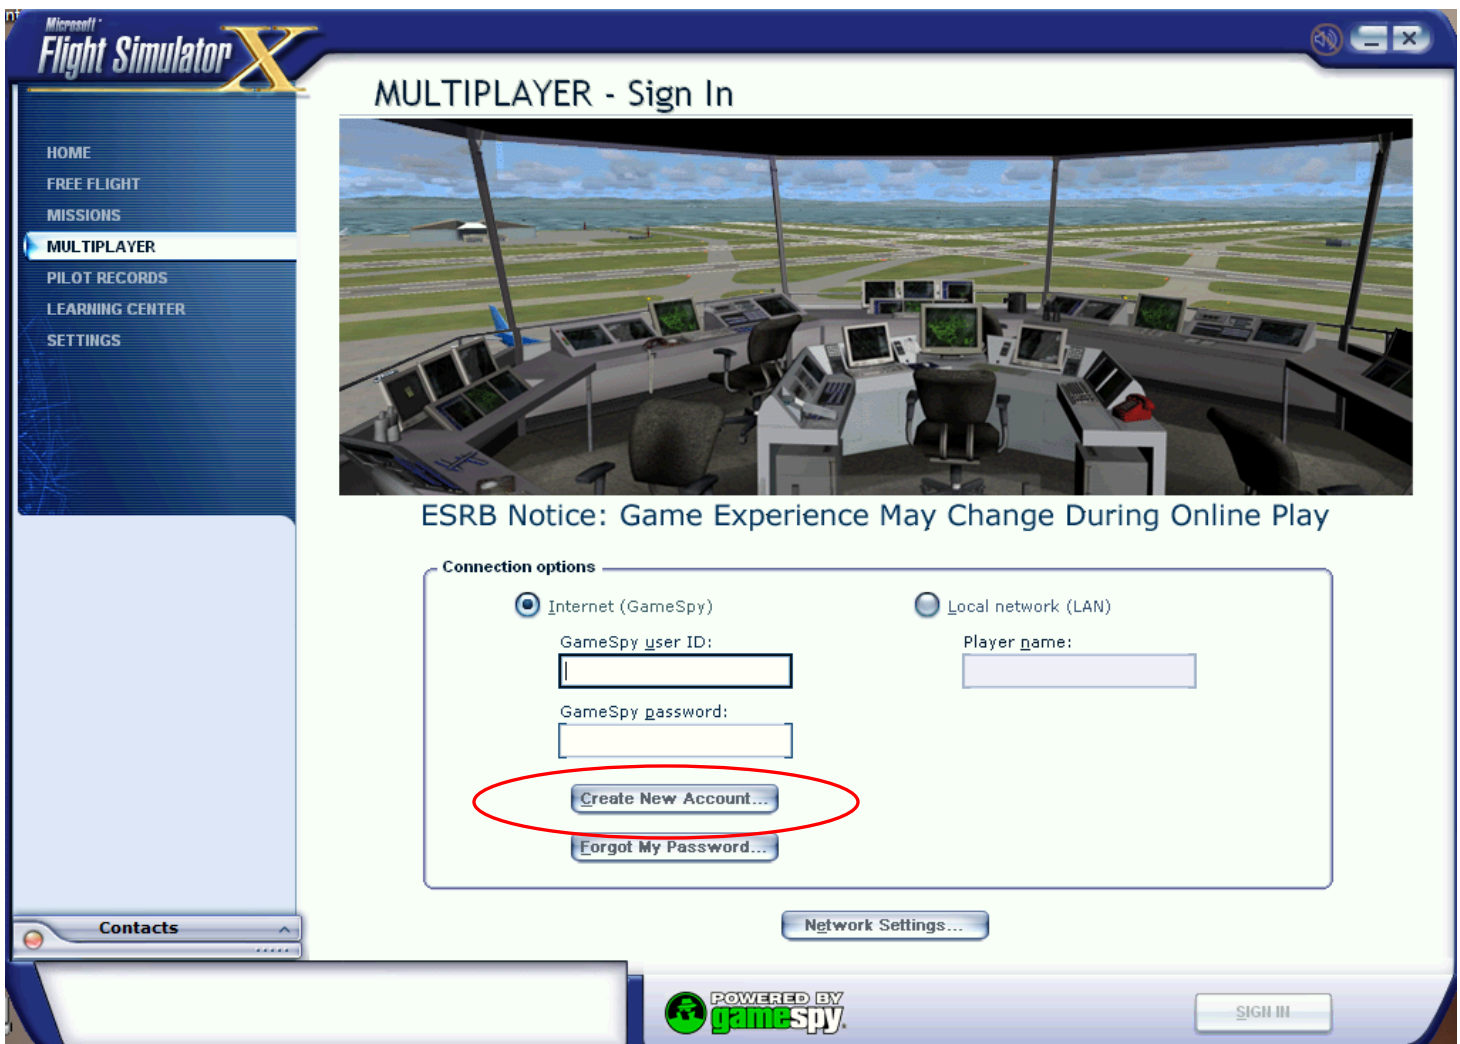 Microsoft
Flight Simulator X
MULTIPLAYER - Sign In
HOME
FREE FLIGHT
MISSIONS
MULTIPLAYER
PILOT RECORDS
LEARNING CENTER
SETTINGS
ESRB Notice: Game Experience May Change During Online Play
Connection options
Internet (GameSpy)
Local network (LAN)
GameSpy user ID:
Player name:
GameSpy password:
Create New Account...
Forgot My Password...
Network Settings...
Contacts
POWERED BY
gamespy.
SIGN IN